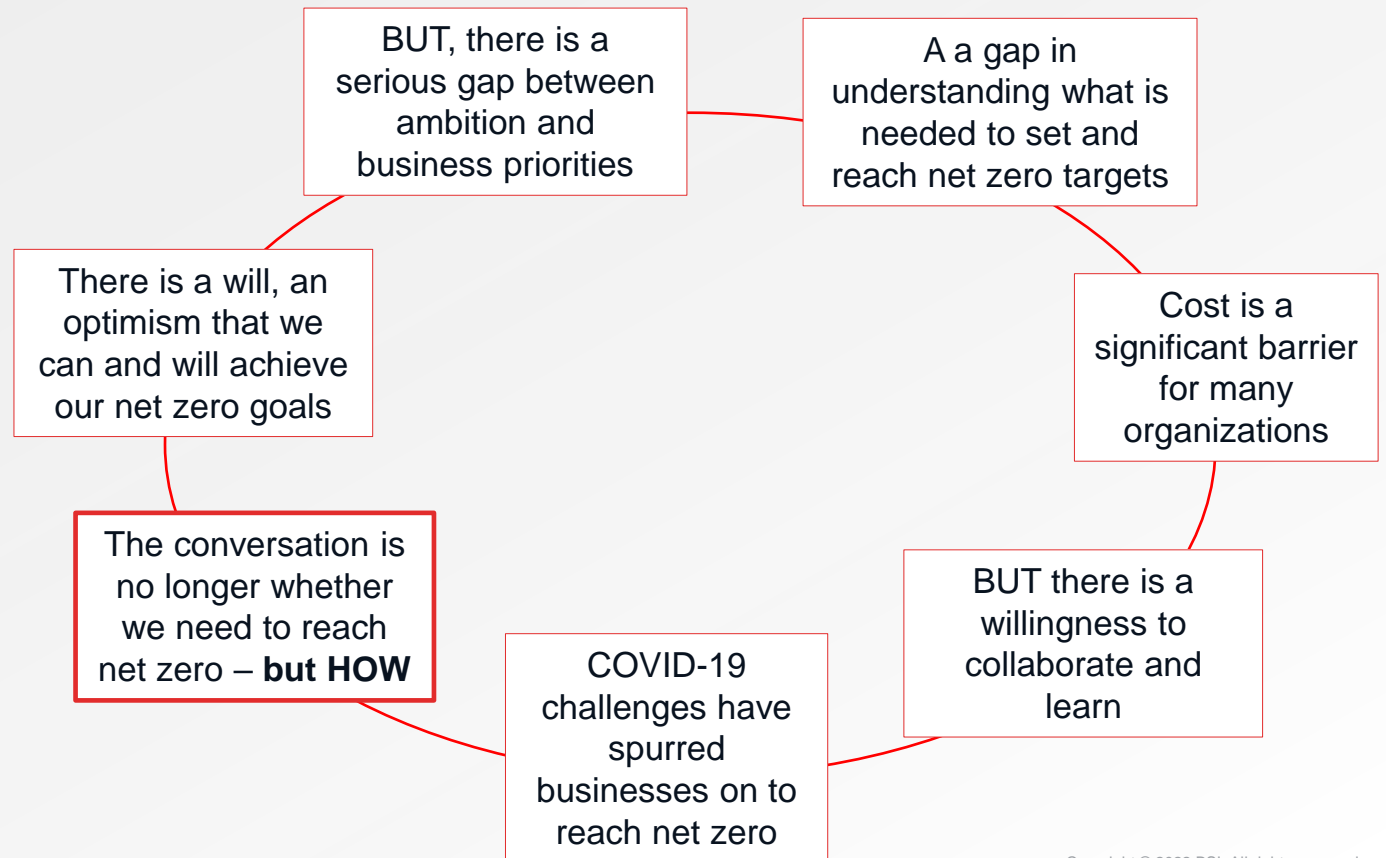 BUT, there is a
serious gap between
ambition and
business priorities
A a gap in
understanding what is
needed to set and
reach net zero targets
Cost is a
significant barrier
for many
organizations
BUT there is a
willingness to
collaborate and
learn
COVID-19
challenges have
spurred
businesses on to
reach net zero
The conversation is
no longer whether
we need to reach
net zero – but HOW
There is a will, an
optimism that we
can and will achieve
our net zero goals